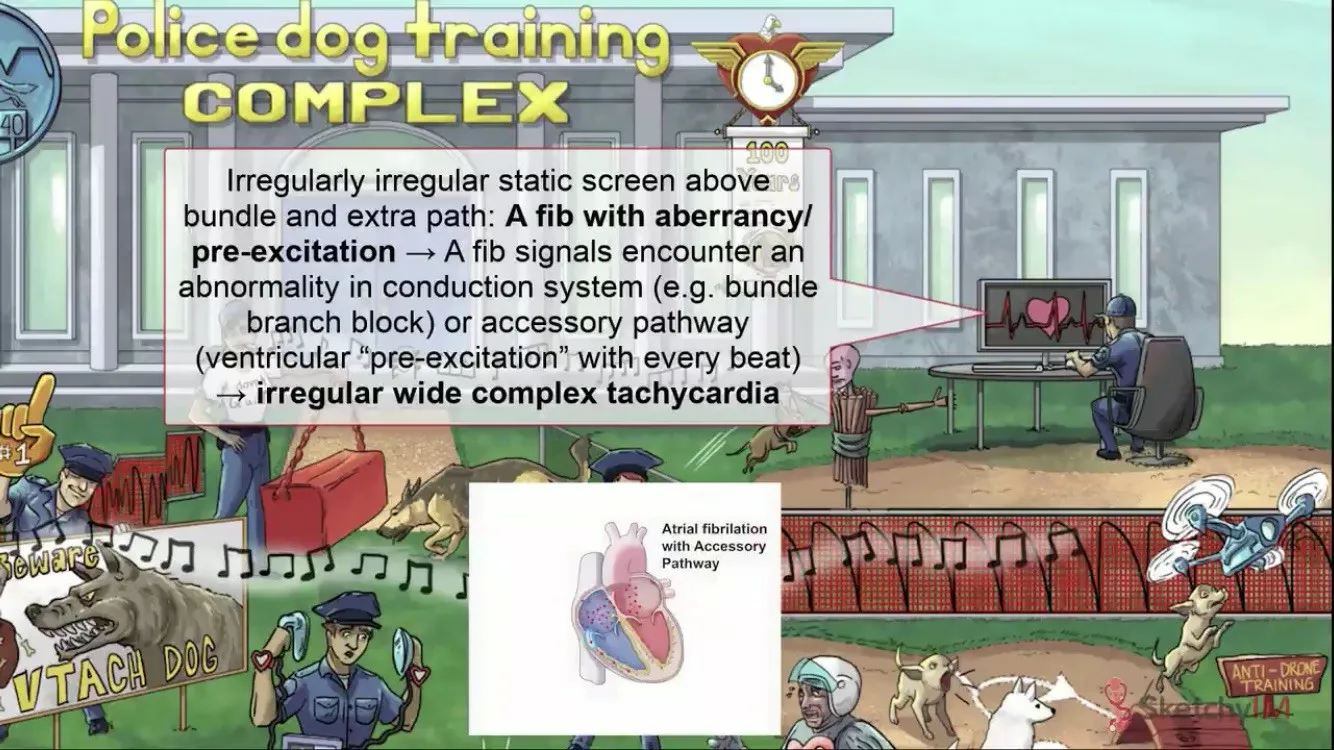 Police dog training
COMPLEX
40
100
Years
Irregularly irregular static screen above
bundle and extra path: A fib with aberrancy/
pre-excitation → A fib signals encounter an
abnormality in conduction system (e.g. bundle
branch block) or accessory pathway
(ventricular “pre-excitation” with every beat)
→ irregular wide complex tachycardia
#1
Beware
VTACH DOG
Atrial fibrilation
with Accessory
Pathway
ANTI-DRONE
TRAINING
SketchyIM